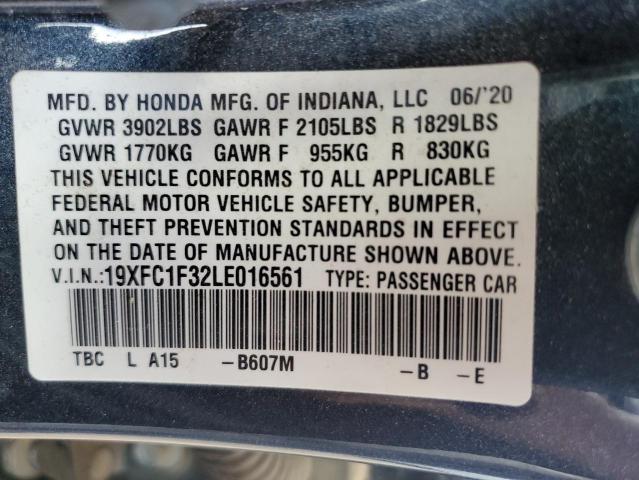 MFD. BY HONDA MFG. OF INDIANA, LLC 06/'20
GVWR 3902LBS GAWR F 2105LBS R 1829LBS
GVWR 1770KG GAWR F 955KG R 830KG
THIS VEHICLE CONFORMS TO ALL APPLICABLE
FEDERAL MOTOR VEHICLE SAFETY, BUMPER,
AND THEFT PREVENTION STANDARDS IN EFFECT
ON THE DATE OF MANUFACTURE SHOWN ABOVE.
V.I.N.:19XFC1F32LE016561 TYPE: PASSENGER CAR
TBC L A15 -B607M -B -E